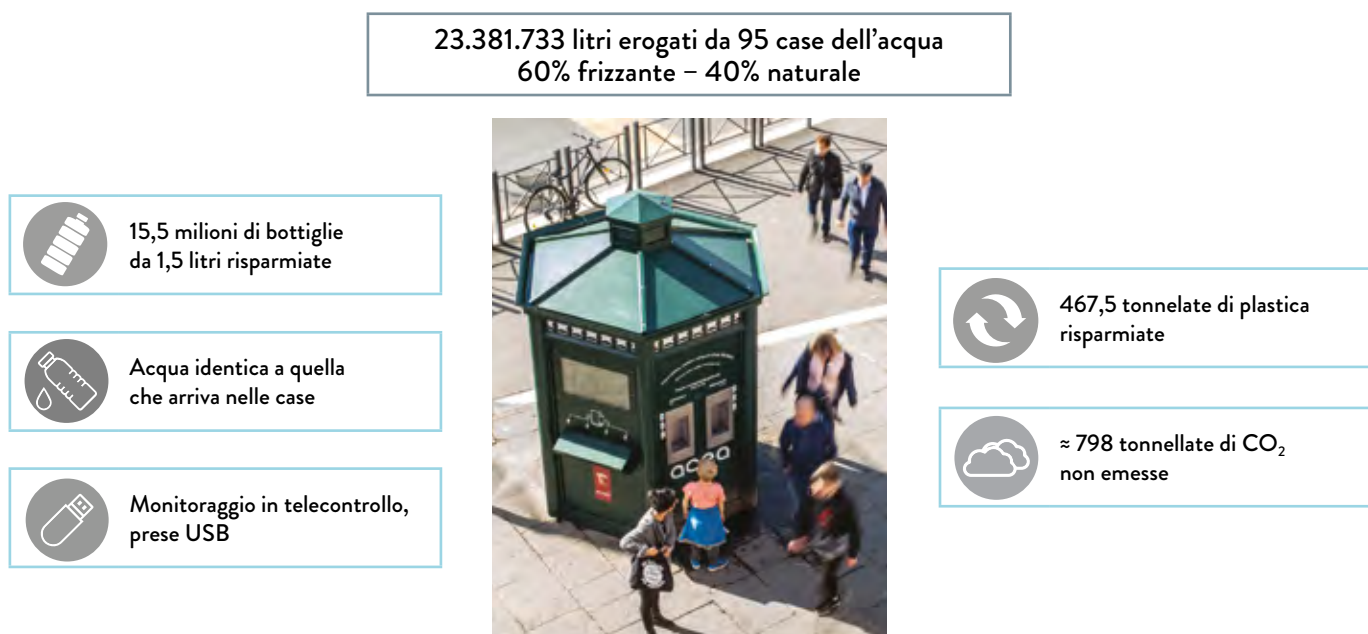 23.381.733 litri erogati da 95 case dell’acqua
60% frizzante – 40% naturale
15,5 milioni di bottiglie
da 1,5 litri risparmiate
Acqua identica a quella
che arriva nelle case
Monitoraggio in telecontrollo,
prese USB
acea
467,5 tonnelate di plastica
risparmiate
≈ 798 tonnellate di CO₂
non emesse